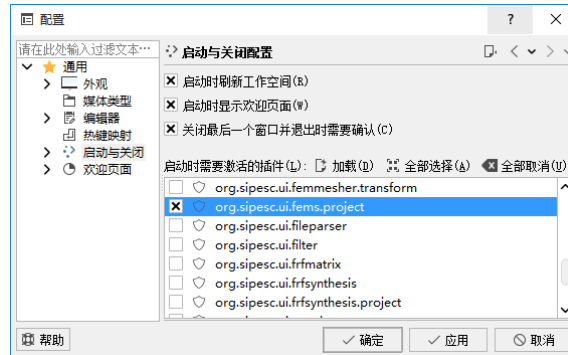 配置
?
请在此处输入过滤文本…
通用
外观
媒体类型
编辑器
热键映射
启动与关闭
欢迎页面
启动与关闭配置
启动时刷新工作空间(R)
启动时显示欢迎页面(W)
关闭最后一个窗口并退出时需要确认(C)
启动时需要激活的插件(L): 加载(D) 全部选择(A) 全部取消(U)
org.sipesc.ui.femmesher.transform
org.sipesc.ui.fems.project
org.sipesc.ui.fileparser
org.sipesc.ui.filter
org.sipesc.ui.frfmatrix
org.sipesc.ui.frfsynthesis
org.sipesc.ui.frfsynthesis.project
帮助
确定
应用
取消